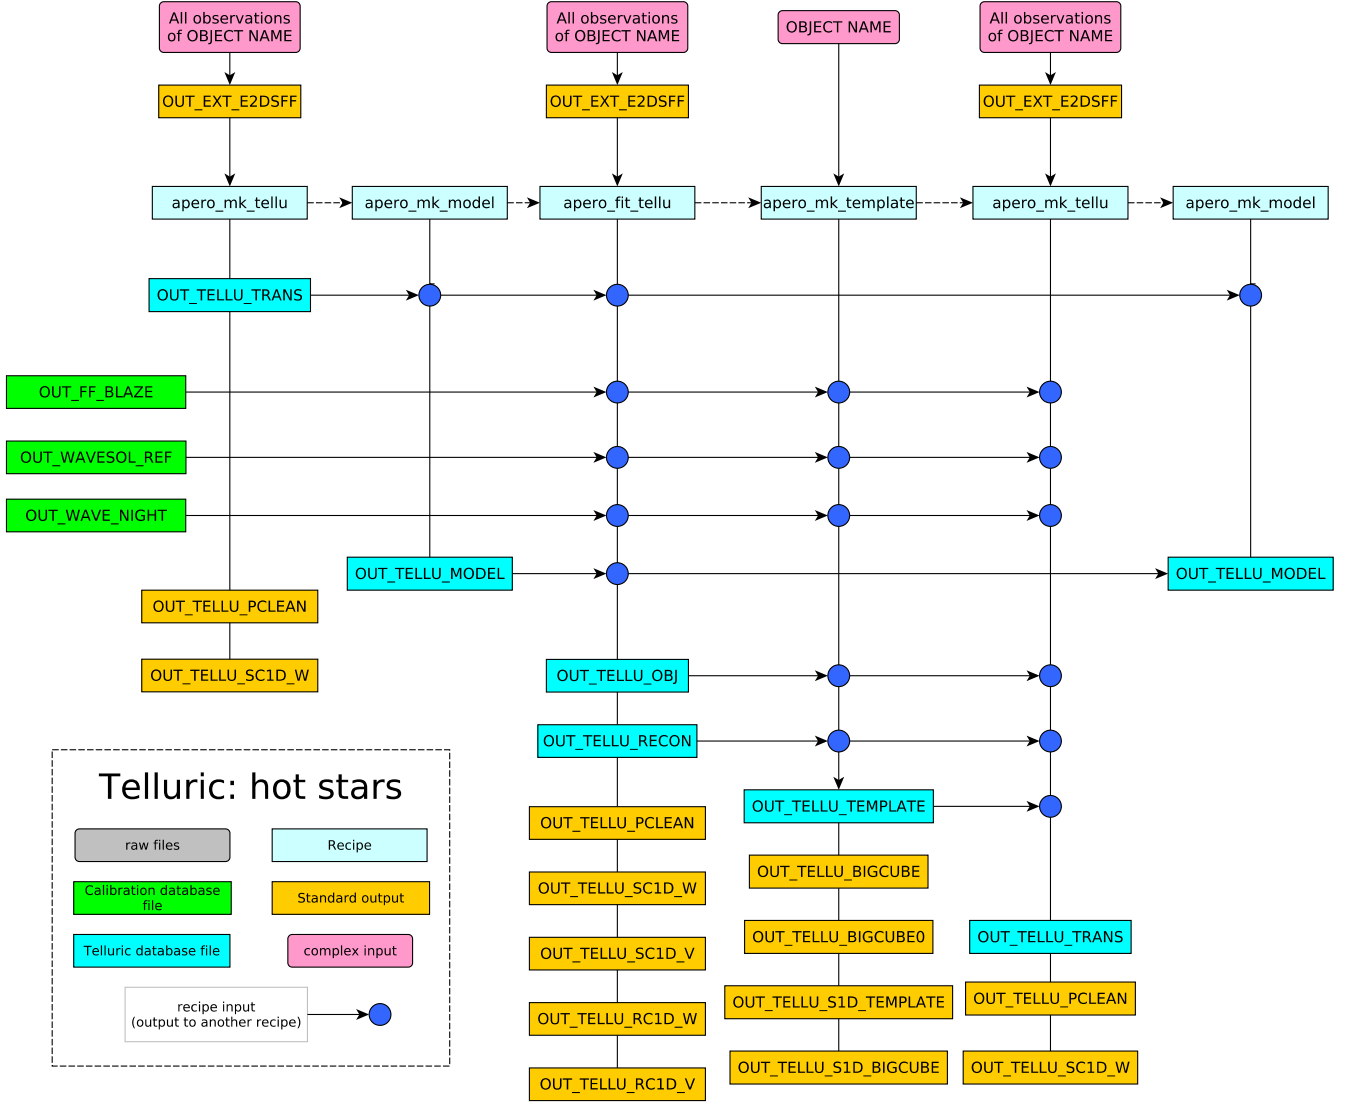 All observations
of OBJECT NAME
All observations
of OBJECT NAME
OBJECT NAME
All observations
of OBJECT NAME
OUT_EXT_E2DSFF
OUT_EXT_E2DSFF
OUT_EXT_E2DSFF
apero_mk_tellu
apero_mk_model
apero_fit_tellu
apero_mk_template
apero_mk_tellu
apero_mk_model
OUT_TELLU_TRANS
OUT_FF_BLAZE
OUT_WAVESOL_REF
OUT_WAVE_NIGHT
OUT_TELLU_MODEL
OUT_TELLU_MODEL
OUT_TELLU_PCLEAN
OUT_TELLU_SC1D_W
OUT_TELLU_OBJ
OUT_TELLU_RECON
OUT_TELLU_TEMPLATE
OUT_TELLU_PCLEAN
OUT_TELLU_BIGCUBE
OUT_TELLU_SC1D_W
OUT_TELLU_BIGCUBE0
OUT_TELLU_TRANS
OUT_TELLU_SC1D_V
OUT_TELLU_S1D_TEMPLATE
OUT_TELLU_PCLEAN
OUT_TELLU_RC1D_W
OUT_TELLU_S1D_BIGCUBE
OUT_TELLU_SC1D_W
OUT_TELLU_RC1D_V
Telluric: hot stars
raw files
Recipe
Calibration database
file
Standard output
Telluric database file
complex input
recipe input
(output to another recipe)